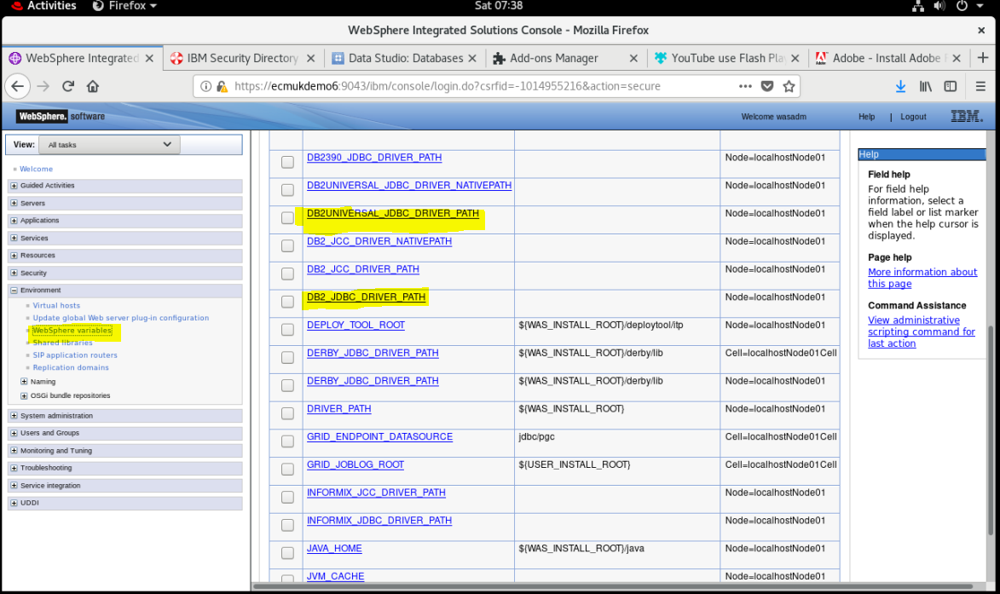 Activities Firefox Sat 07:38
WebSphere Integrated Solutions Console - Mozilla Firefox
WebSphere Integrated IBM Security Directory Data Studio: Databases Add-ons Manager YouTube use Flash Play Adobe - Install Adobe F
https://ecmukdemo6:9043/ibm/console/login.do?csrfid=-1014955216&action=secure
WebSphere. software Welcome wasadm Help | Logout IBM.
View: All tasks
Welcome
Guided Activities
Servers
Applications
Services
Resources
Security
Environment
Virtual hosts
Update global Web server plug-in configuration
WebSphere variables
Shared libraries
SIP application routers
Replication domains
Naming
OSGi bundle repositories
System administration
Users and Groups
Monitoring and Tuning
Troubleshooting
Service integration
UDDI
DB2390_JDBC_DRIVER_PATH Node=localhostNode01
DB2UNIVERSAL_JDBC_DRIVER_NATIVEPATH Node=localhostNode01
DB2UNIVERSAL_JDBC_DRIVER_PATH Node=localhostNode01
DB2_JCC_DRIVER_NATIVEPATH Node=localhostNode01
DB2_JCC_DRIVER_PATH Node=localhostNode01
DB2_JDBC_DRIVER_PATH Node=localhostNode01
DEPLOY_TOOL_ROOT ${WAS_INSTALL_ROOT}/deploytool/itp Node=localhostNode01
DERBY_JDBC_DRIVER_PATH ${WAS_INSTALL_ROOT}/derby/lib Cell=localhostNode01Cell
DERBY_JDBC_DRIVER_PATH ${WAS_INSTALL_ROOT}/derby/lib Node=localhostNode01
DRIVER_PATH ${WAS_INSTALL_ROOT} Node=localhostNode01
GRID_ENDPOINT_DATASOURCE jdbc/pgc Cell=localhostNode01Cell
GRID_JOBLOG_ROOT ${USER_INSTALL_ROOT} Cell=localhostNode01Cell
INFORMIX_JCC_DRIVER_PATH Node=localhostNode01
INFORMIX_JDBC_DRIVER_PATH Node=localhostNode01
JAVA_HOME ${WAS_INSTALL_ROOT}/java Node=localhostNode01
JVM_CACHE
Help
Field help
For field help
information, select a
field label or list marker
when the help cursor is
displayed.
Page help
More information about
this page
Command Assistance
View administrative
scripting command for
last action